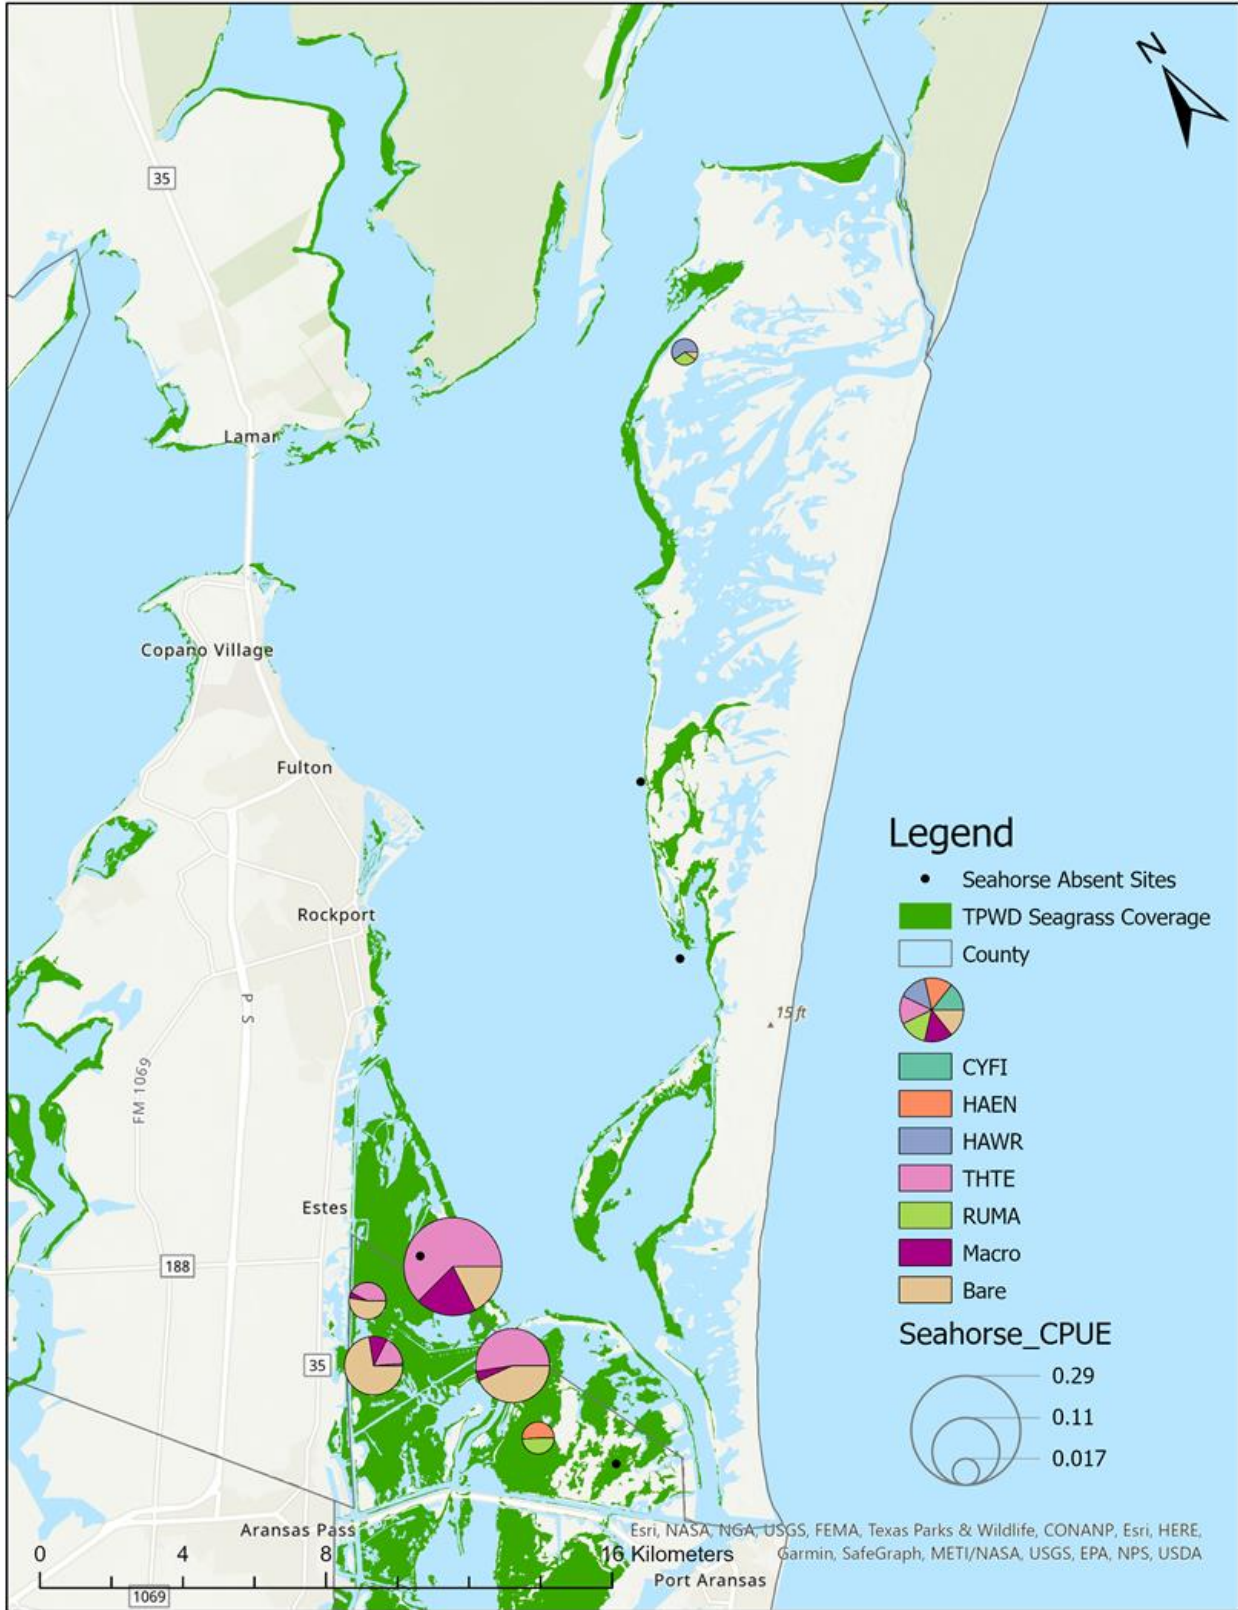 N
35
Lamar
Copano Village
Fulton
Rockport
P S
FM 1069
15 ft
Estes
188
35
Aransas Pass
1069
Port Aransas
Legend
Seahorse Absent Sites
TPWD Seagrass Coverage
County
CYFI
HAEN
HAWR
THTE
RUMA
Macro
Bare
Seahorse_CPUE
0.29
0.11
0.017
Esri, NASA, NGA, USGS, FEMA, Texas Parks & Wildlife, CONANP, Esri, HERE,
Garmin, SafeGraph, METI/NASA, USGS, EPA, NPS, USDA
0 4 8 16 Kilometers